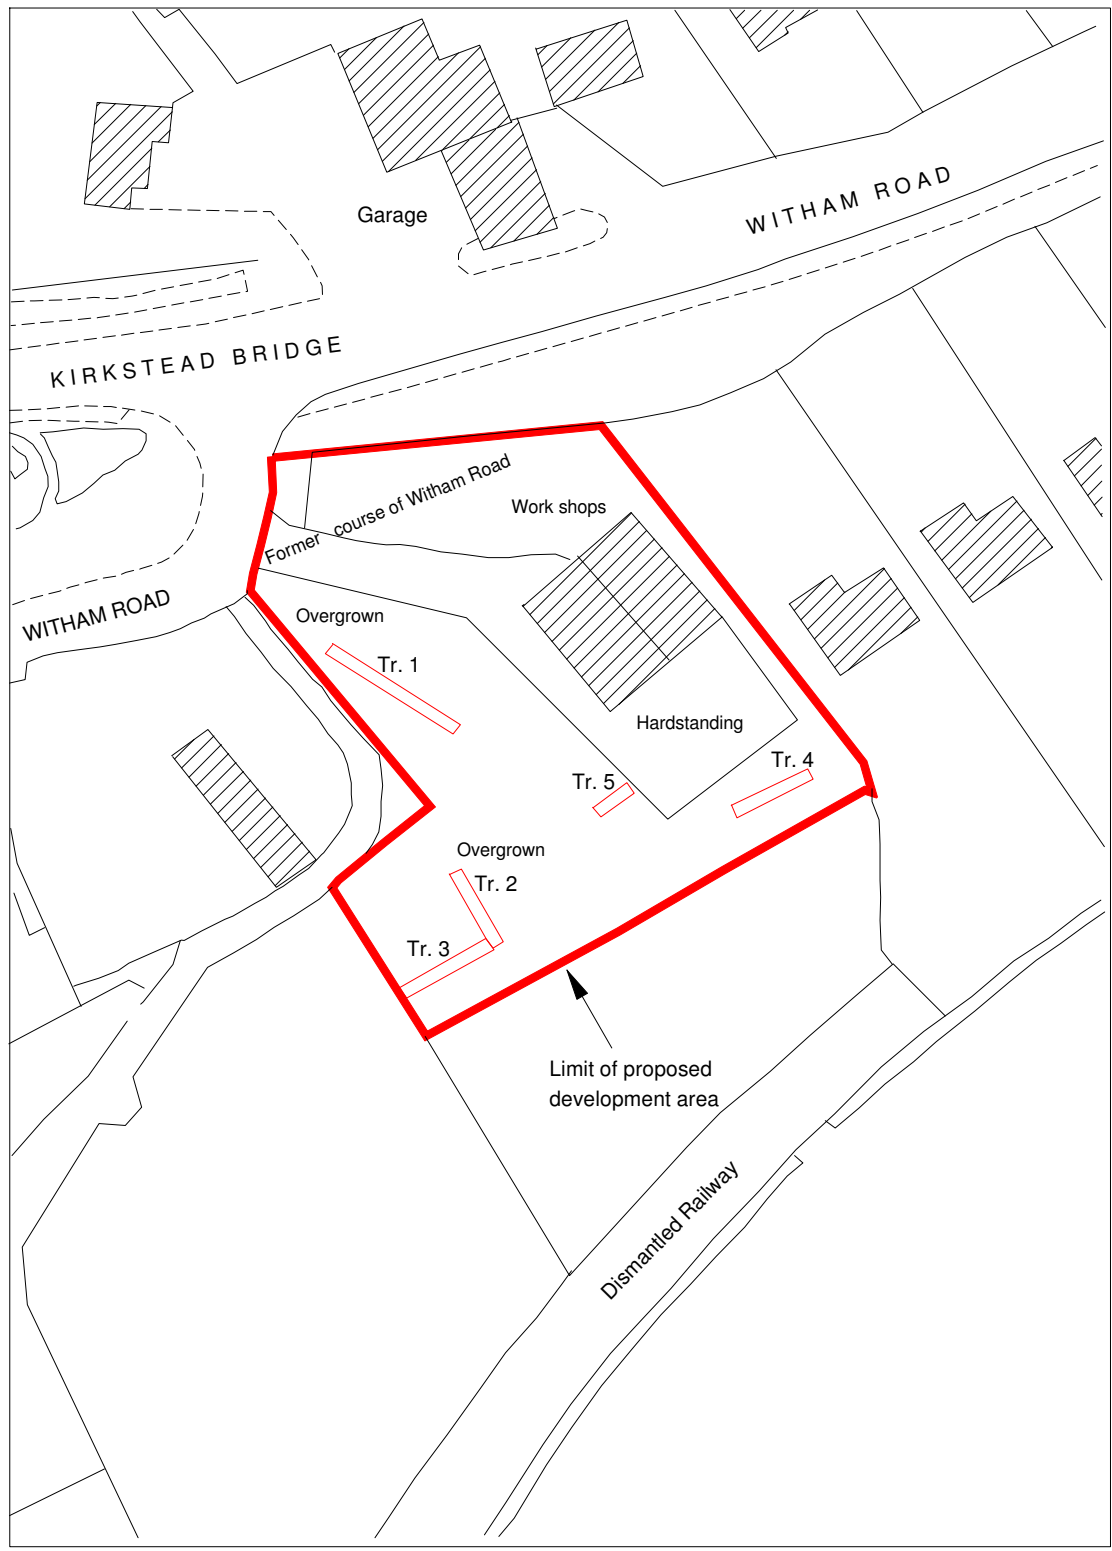 Garage
WITHAM ROAD
KIRKSTEAD BRIDGE
Former course of Witham Road
Work shops
WITHAM ROAD
Overgrown
Tr. 1
Hardstanding
Tr. 4
Tr. 5
Overgrown
Tr. 2
Tr. 3
Limit of proposed
development area
Dismantled Railway